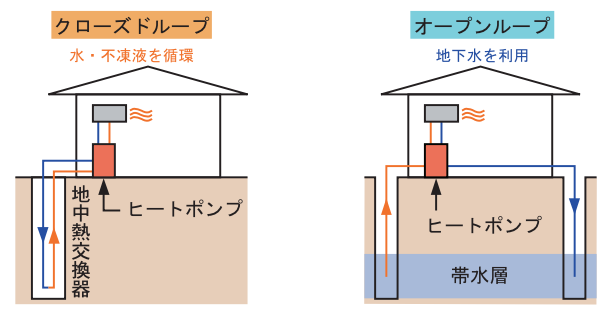 クローズドループ
水・不凍液を循環
ヒートポンプ
地中熱交換器
オープンループ
地下水を利用
ヒートポンプ
帯水層